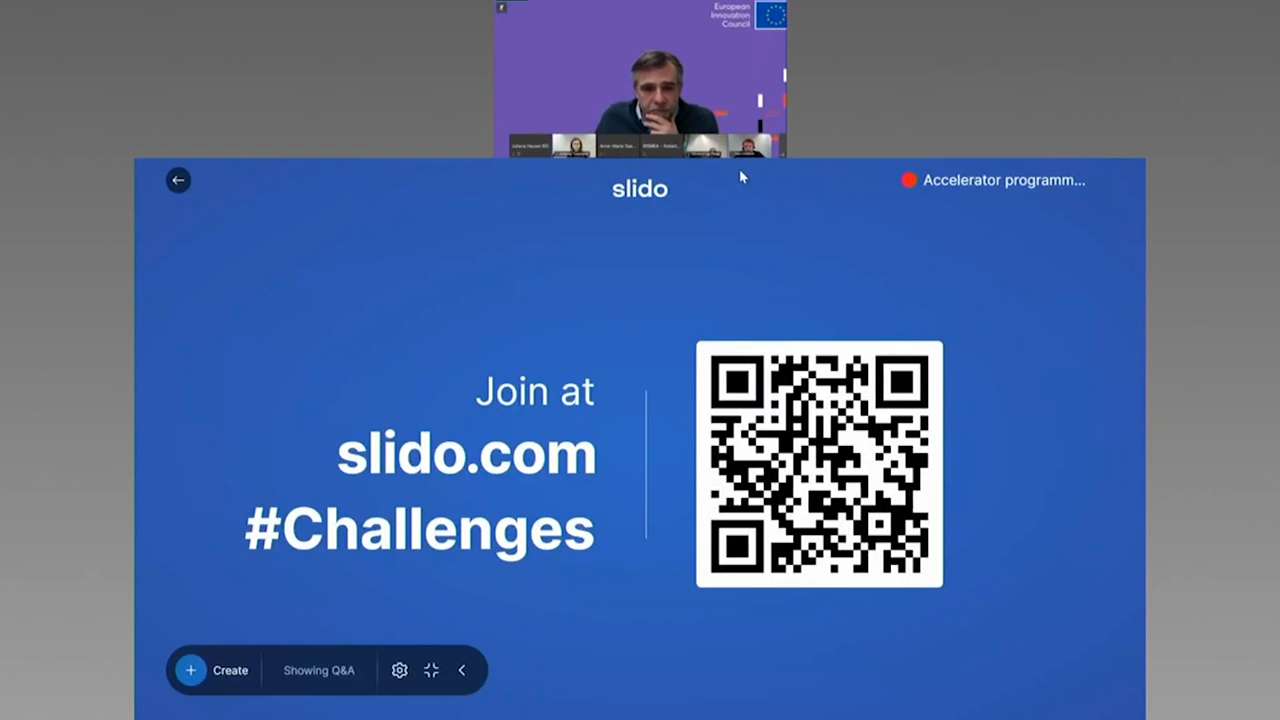 European
Innovation
Council
slido
Accelerator programm...
Join at
slido.com
#Challenges
Create
Showing Q&A